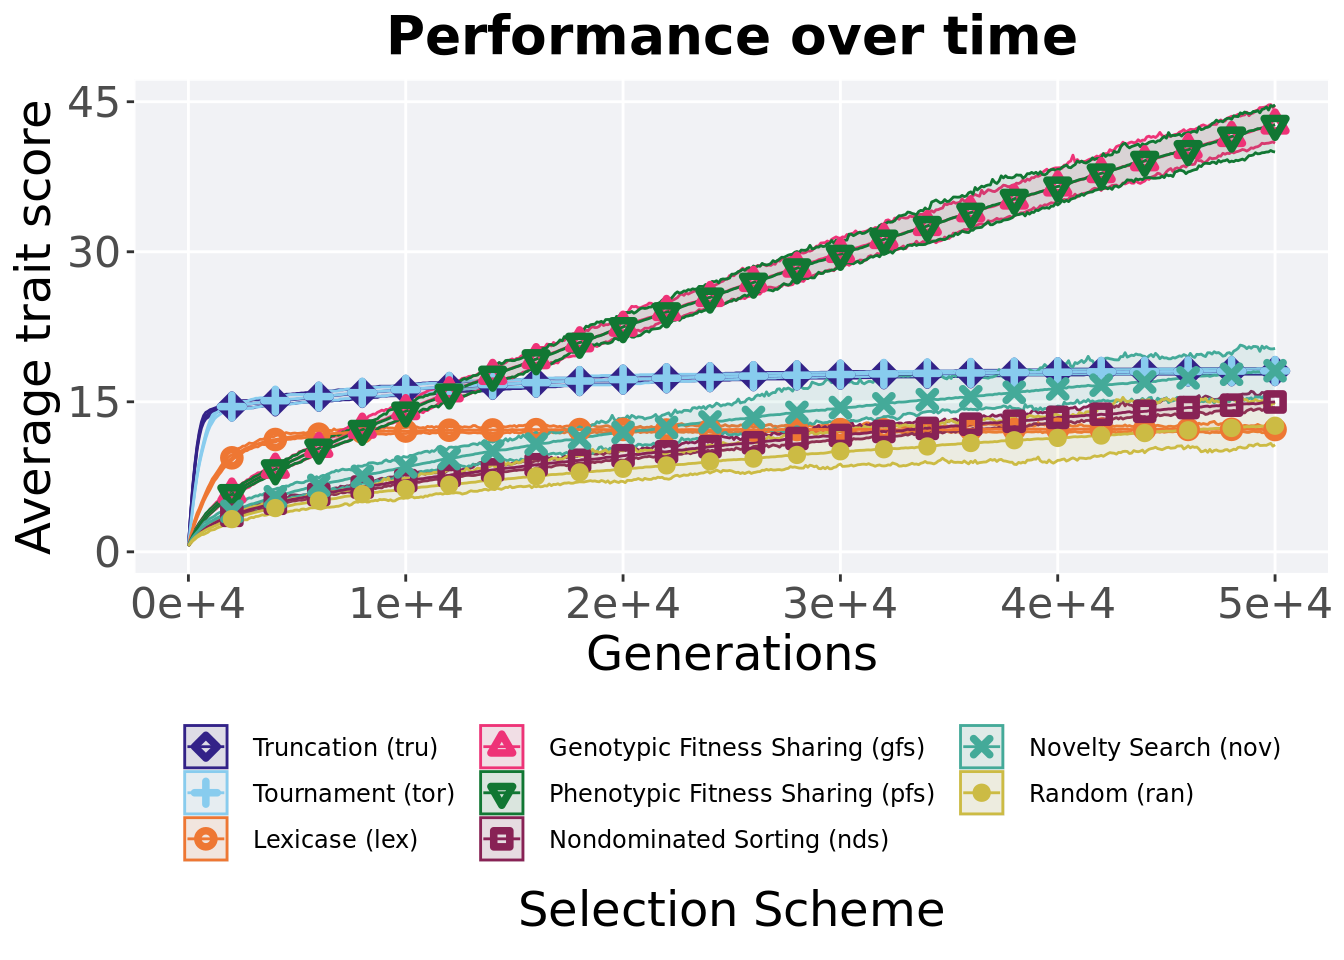 Performance over time
Average trait score
45
30
15
0
0e+4 1e+4 2e+4 3e+4 4e+4 5e+4
Generations
Truncation (tru) Genotypic Fitness Sharing (gfs) Novelty Search (nov)
Tournament (tor) Phenotypic Fitness Sharing (pfs) Random (ran)
Lexicase (lex) Nondominated Sorting (nds)
Selection Scheme